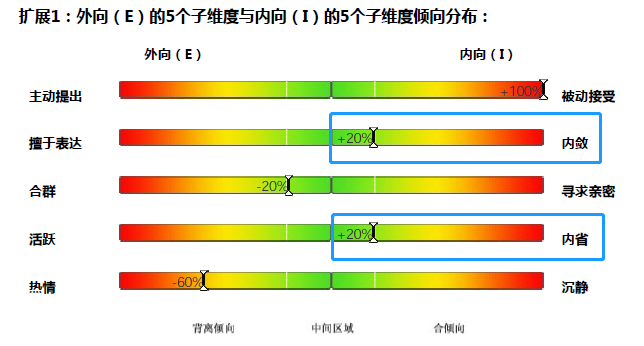 扩展1：外向（E）的5个子维度与内向（I）的5个子维度倾向分布：
外向（E） 内向（I）
主动提出 +100% 被动接受
擅于表达 +20% 内敛
合群 -20% 寻求亲密
活跃 +20% 内省
热情 -60% 沉静
背离倾向 中间区域 合倾向